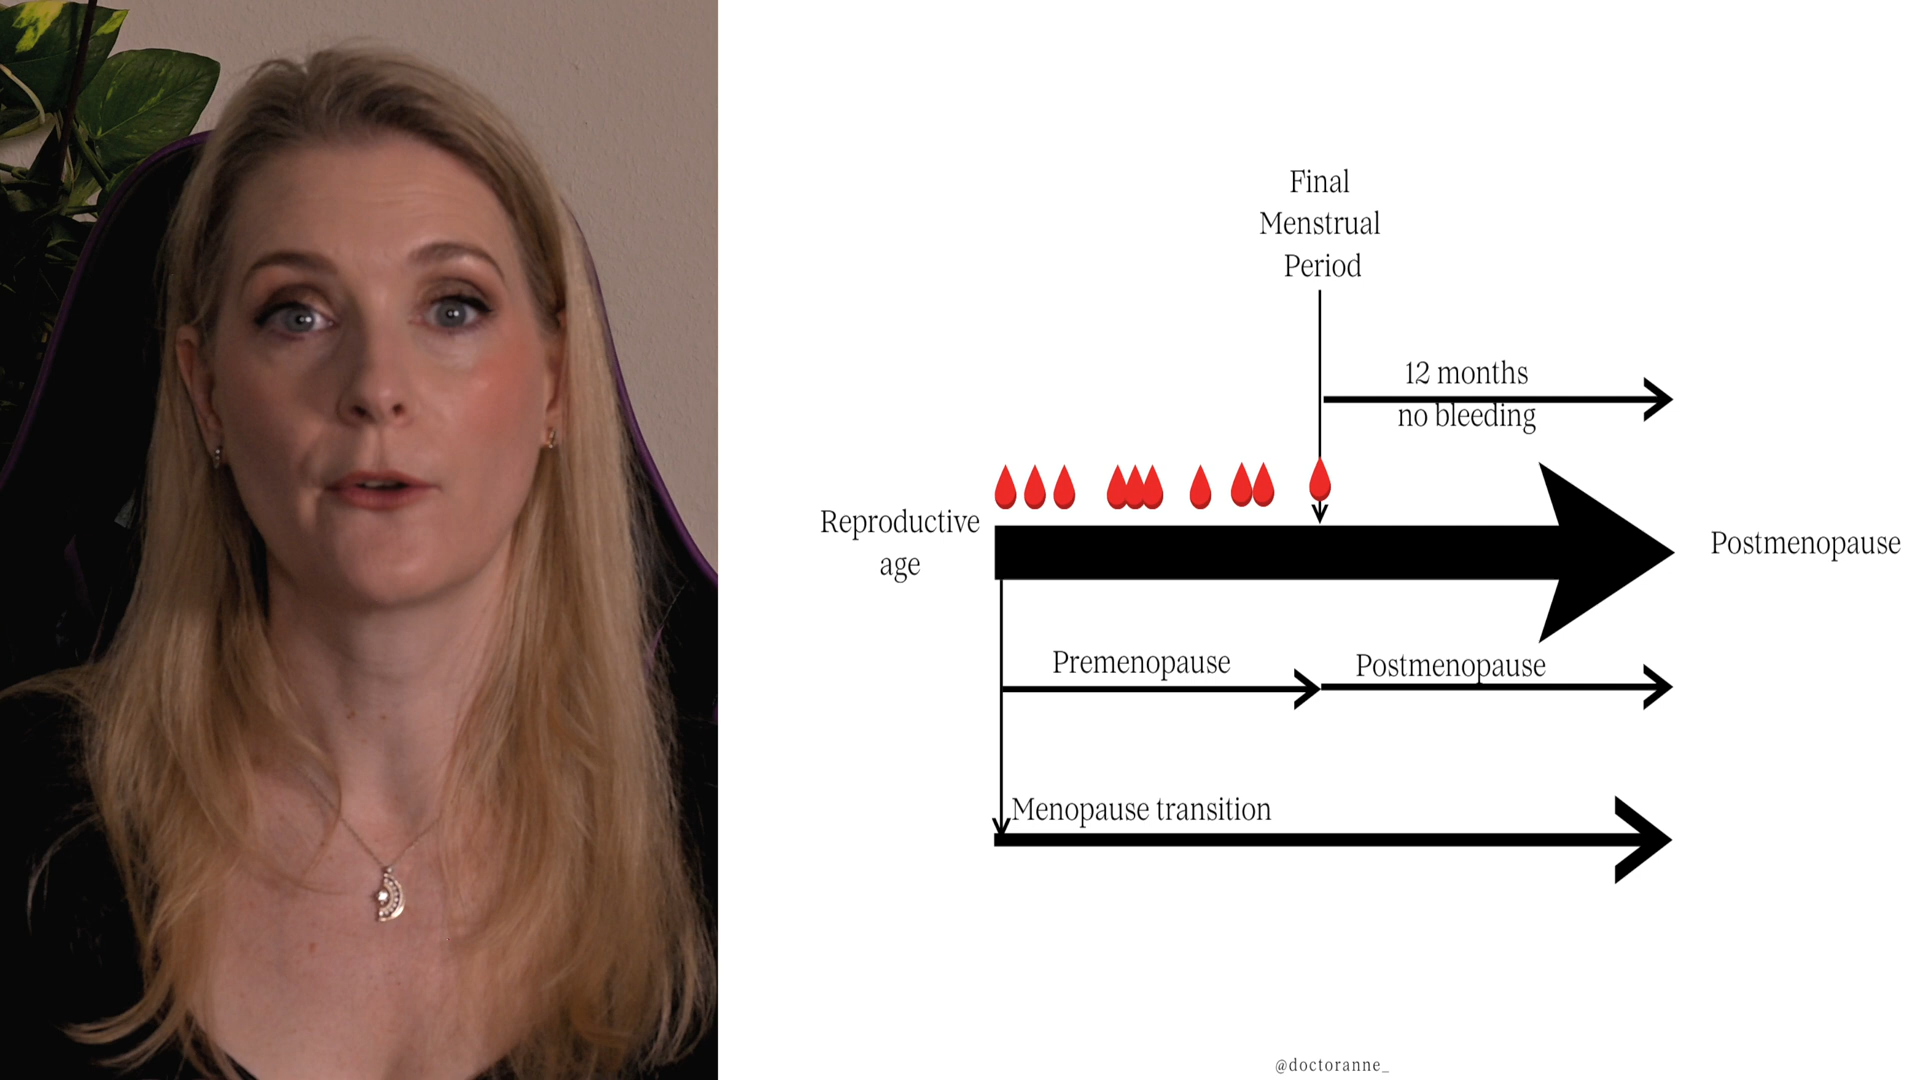 Final
Menstrual
Period
12 months
no bleeding
Reproductive
age
Postmenopause
Premenopause
Postmenopause
Menopause transition
@doctoranne_